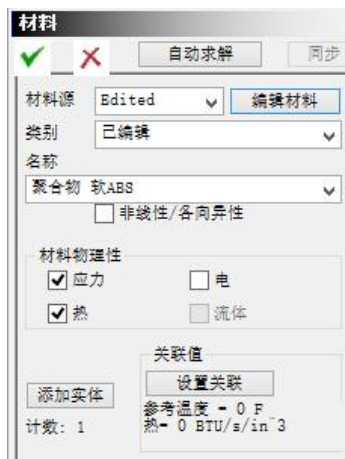 材料
自动求解 同步
材料源 Edited 编辑材料
类别 已编辑
名称
聚合物 软ABS
非线性/各向异性
材料物理性
应力 电
热 流体
关联值
添加实体 设置关联
参考温度 = 0 F
计数: 1 热= 0 BTU/s/in^3